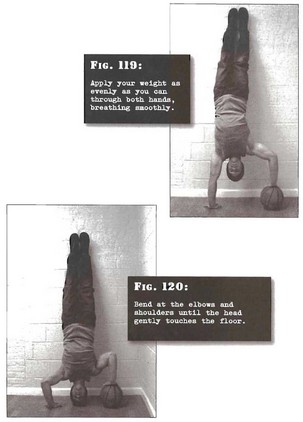 FIG. 119:
Apply your weight as
evenly as you can
through both hands,
breathing smoothly.
FIG. 120:
Bend at the elbows and
shoulders until the head
gently touches the floor.